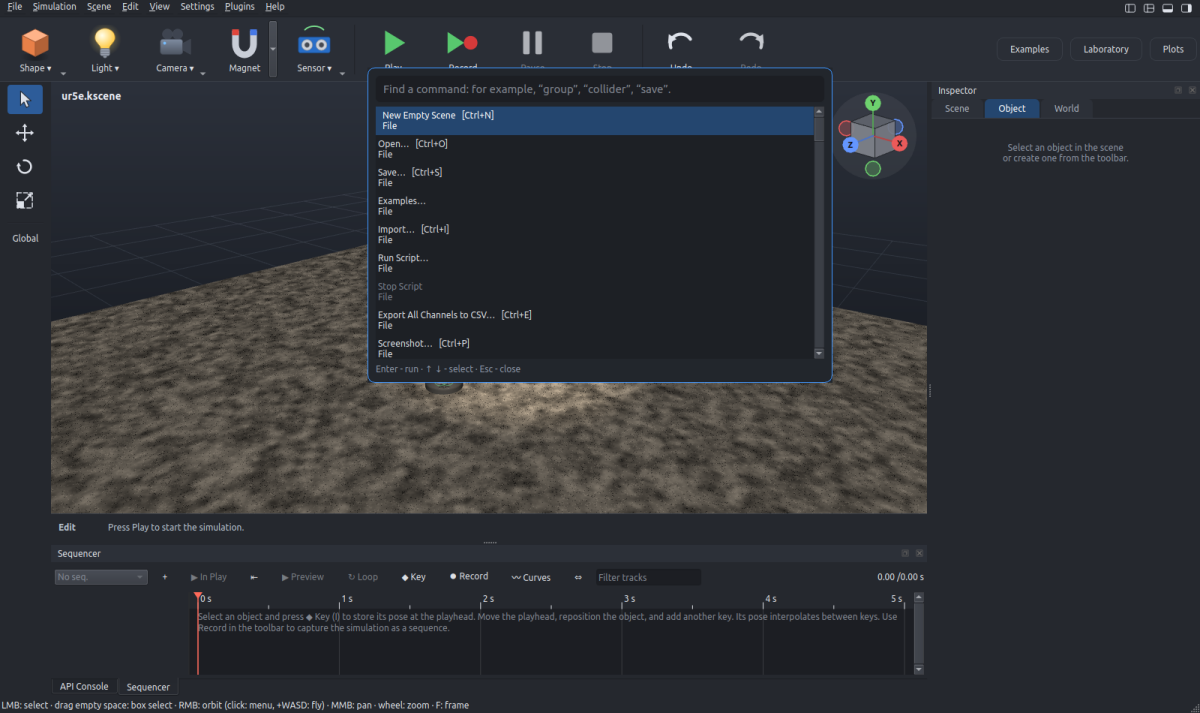 File Simulation Scene Edit View Settings Plugins Help
Shape ▾ Light ▾ Camera ▾ Magnet Sensor ▾ Play Record Pause Stop Undo Redo
Examples Laboratory Plots
ur5e.kscene
Global
Find a command: for example, “group”, “collider”, “save”.
New Empty Scene [Ctrl+N]
File
Open… [Ctrl+O]
File
Save… [Ctrl+S]
File
Examples…
File
Import… [Ctrl+I]
File
Run Script…
File
Stop Script
File
Export All Channels to CSV… [Ctrl+E]
File
Screenshot… [Ctrl+P]
File
Enter - run · ↑ ↓ - select · Esc - close
Y
Z X
Inspector
Scene Object World
Select an object in the scene
or create one from the toolbar.
Edit Press Play to start the simulation.
Sequencer
No seq. + ▶ In Play ⇤ ▶ Preview ↻ Loop ◆ Key ● Record Curves ⇔ Filter tracks 0.00 /0.00 s
0 s 1 s 2 s 3 s 4 s 5 s
Select an object and press ◆ Key (I) to store its pose at the playhead. Move the playhead, reposition the object, and add another key. Its pose interpolates between keys. Use
Record in the toolbar to capture the simulation as a sequence.
API Console Sequencer
LMB: select · drag empty space: box select · RMB: orbit (click: menu, +WASD: fly) · MMB: pan · wheel: zoom · F: frame